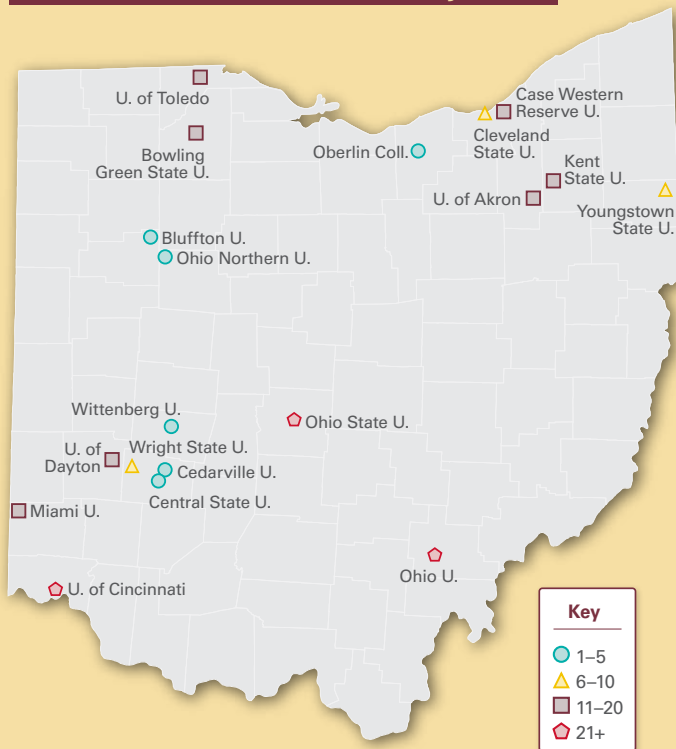 U. of Toledo
Bowling
Green State U.
Oberlin Coll.
Case Western
Reserve U.
Cleveland
State U.
Kent
State U.
U. of Akron
Youngstown
State U.
Bluffton U.
Ohio Northern U.
Wittenberg U.
Ohio State U.
U. of
Dayton
Wright State U.
Cedarville U.
Central State U.
Miami U.
Ohio U.
U. of Cincinnati
Key
1–5
6–10
11–20
21+